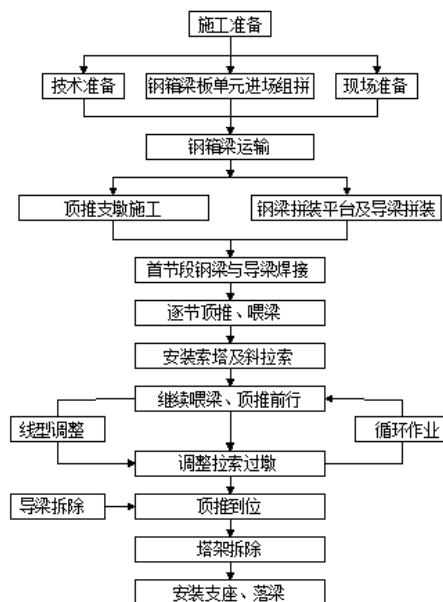 施工准备
技术准备
钢箱梁板单元进场组拼
现场准备
钢箱梁运输
顶推支墩施工
钢梁拼装平台及导梁拼装
首节段钢梁与导梁焊接
逐节顶推、喂梁
安装索塔及斜拉索
继续喂梁、顶推前行
线型调整
循环作业
调整拉索过墩
导梁拆除
顶推到位
塔架拆除
安装支座、落梁